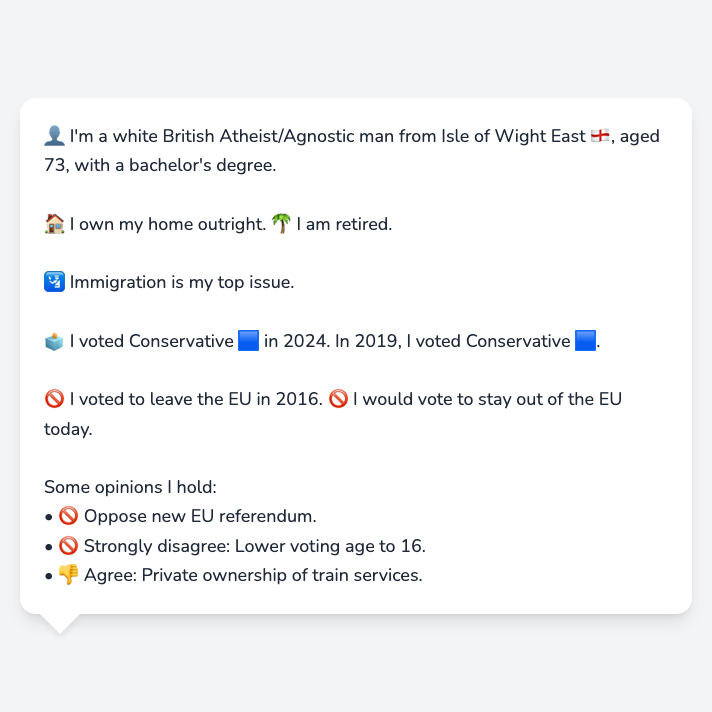 👤 I'm a white British Atheist/Agnostic man from Isle of Wight East 🏴󠁧󠁢󠁥󠁮󠁧󠁿, aged
73, with a bachelor's degree.
🏠 I own my home outright. 🌴 I am retired.
🛂 Immigration is my top issue.
🗳️ I voted Conservative 🟦 in 2024. In 2019, I voted Conservative 🟦.
🚫 I voted to leave the EU in 2016. 🚫 I would vote to stay out of the EU
today.
Some opinions I hold:
• 🚫 Oppose new EU referendum.
• 🚫 Strongly disagree: Lower voting age to 16.
• 👎 Agree: Private ownership of train services.